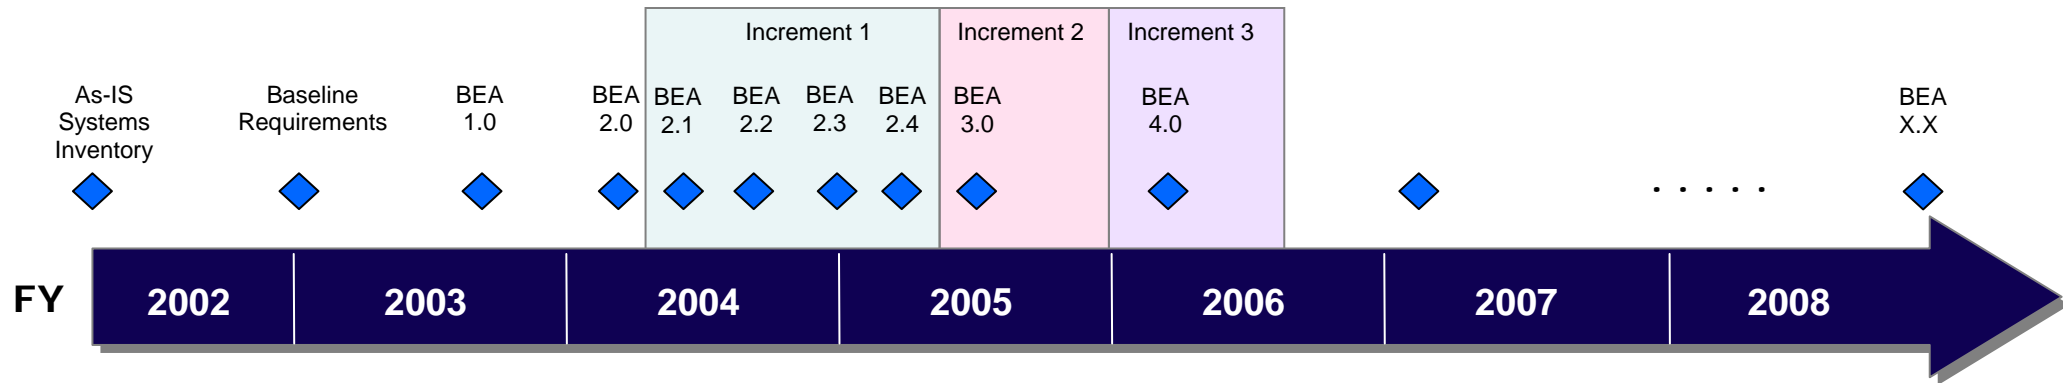 Increment 1
Increment 2
Increment 3
As-IS
Systems
Inventory
Baseline
Requirements
BEA
1.0
BEA
2.0
BEA
2.1
BEA
2.2
BEA
2.3
BEA
2.4
BEA
3.0
BEA
4.0
BEA
X.X
. . . . .
FY 2002 2003 2004 2005 2006 2007 2008